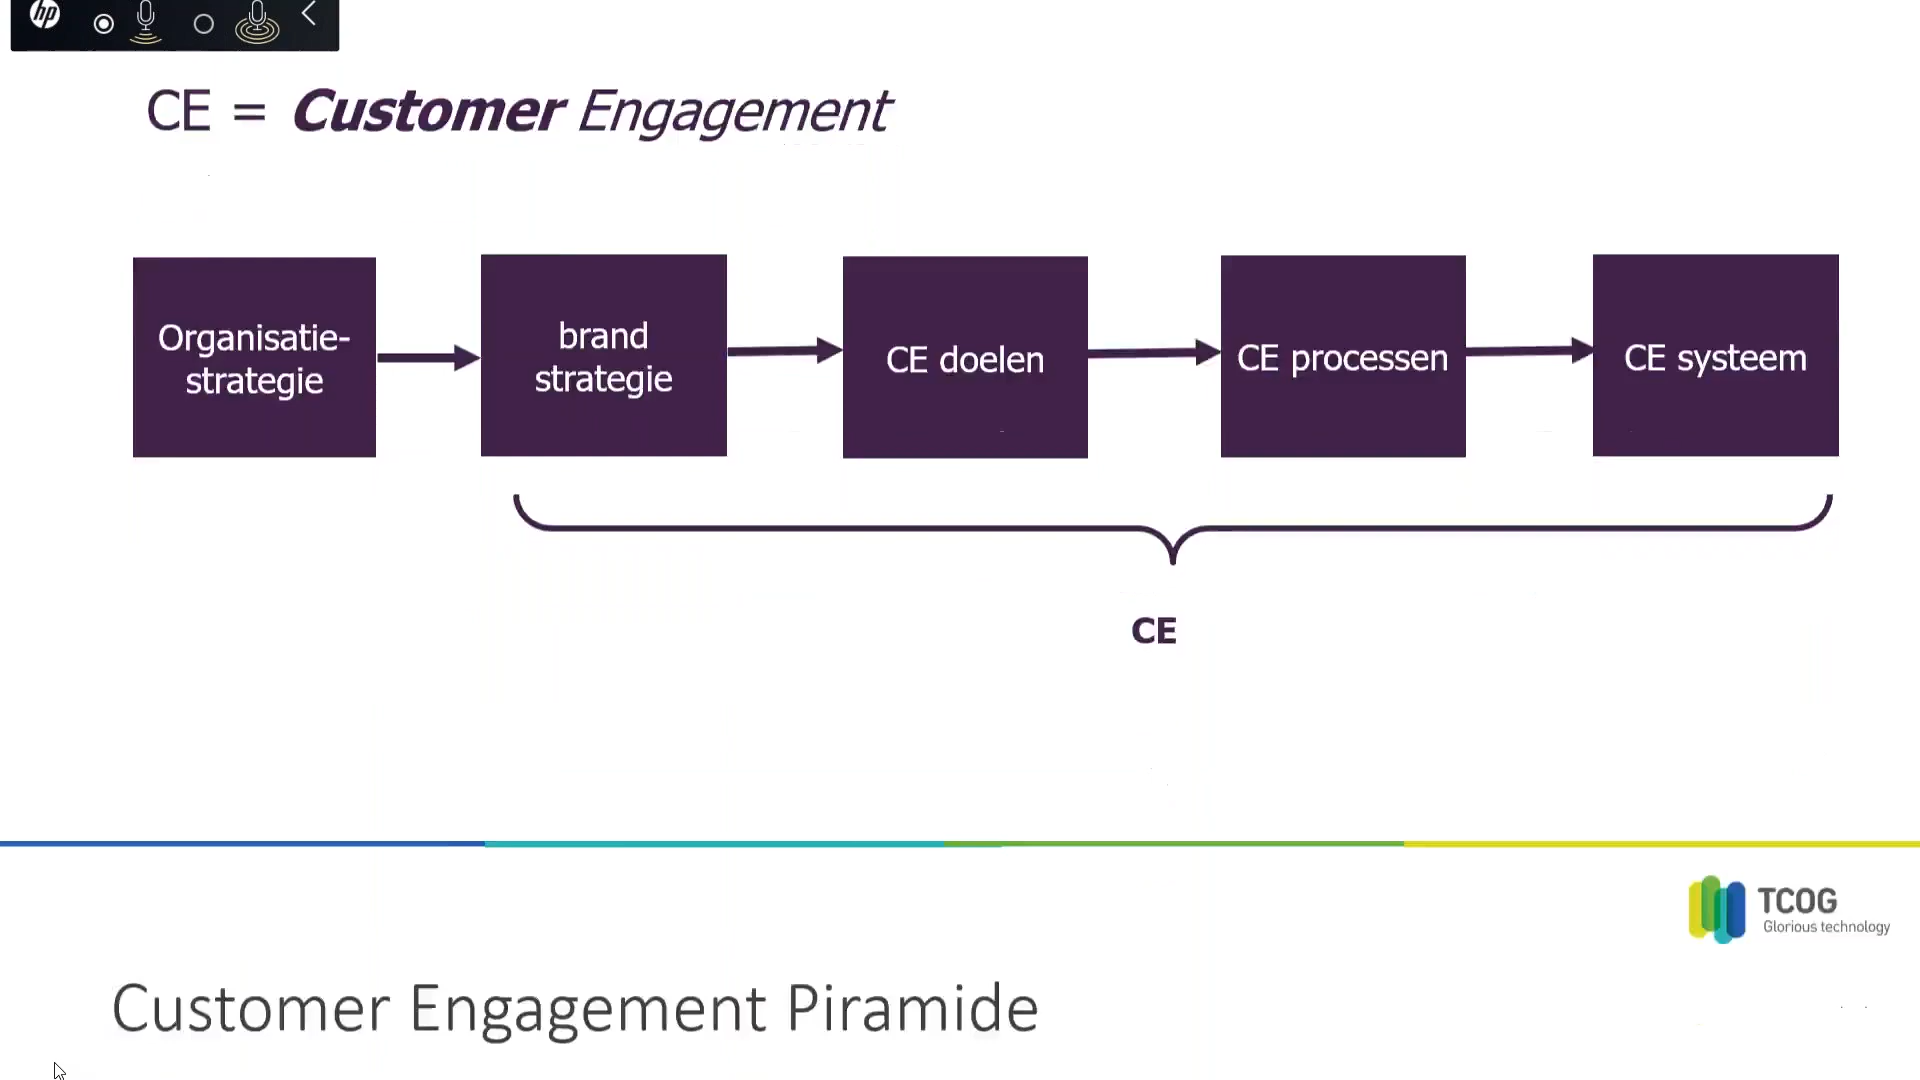 hp
CE = Customer Engagement
Organisatie-
strategie
brand
strategie
CE doelen
CE processen
CE systeem
CE
TCOG
Glorious technology
Customer Engagement Piramide